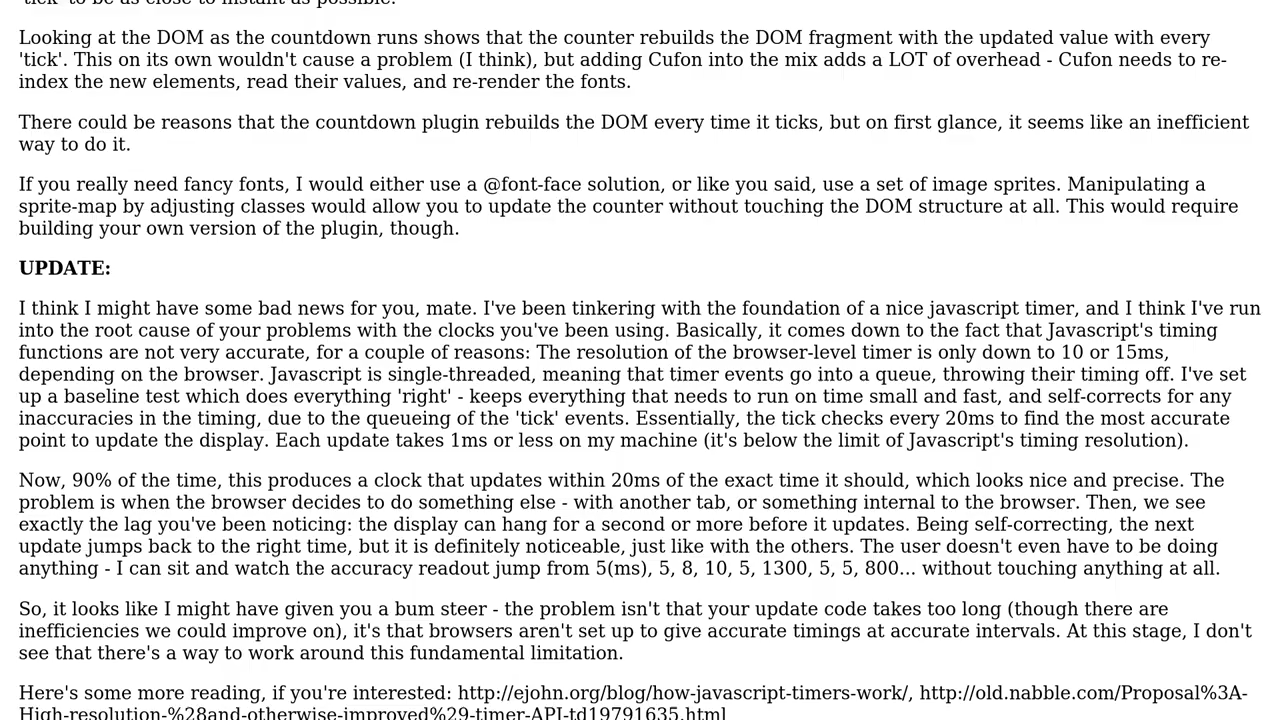 'tick' to be as close to instant as possible.
Looking at the DOM as the countdown runs shows that the counter rebuilds the DOM fragment with the updated value with every
'tick'. This on its own wouldn't cause a problem (I think), but adding Cufon into the mix adds a LOT of overhead - Cufon needs to re-
index the new elements, read their values, and re-render the fonts.
There could be reasons that the countdown plugin rebuilds the DOM every time it ticks, but on first glance, it seems like an inefficient
way to do it.
If you really need fancy fonts, I would either use a @font-face solution, or like you said, use a set of image sprites. Manipulating a
sprite-map by adjusting classes would allow you to update the counter without touching the DOM structure at all. This would require
building your own version of the plugin, though.
UPDATE:
I think I might have some bad news for you, mate. I've been tinkering with the foundation of a nice javascript timer, and I think I've run
into the root cause of your problems with the clocks you've been using. Basically, it comes down to the fact that Javascript's timing
functions are not very accurate, for a couple of reasons: The resolution of the browser-level timer is only down to 10 or 15ms,
depending on the browser. Javascript is single-threaded, meaning that timer events go into a queue, throwing their timing off. I've set
up a baseline test which does everything 'right' - keeps everything that needs to run on time small and fast, and self-corrects for any
inaccuracies in the timing, due to the queueing of the 'tick' events. Essentially, the tick checks every 20ms to find the most accurate
point to update the display. Each update takes 1ms or less on my machine (it's below the limit of Javascript's timing resolution).
Now, 90% of the time, this produces a clock that updates within 20ms of the exact time it should, which looks nice and precise. The
problem is when the browser decides to do something else - with another tab, or something internal to the browser. Then, we see
exactly the lag you've been noticing: the display can hang for a second or more before it updates. Being self-correcting, the next
update jumps back to the right time, but it is definitely noticeable, just like with the others. The user doesn't even have to be doing
anything - I can sit and watch the accuracy readout jump from 5(ms), 5, 8, 10, 5, 1300, 5, 5, 800... without touching anything at all.
So, it looks like I might have given you a bum steer - the problem isn't that your update code takes too long (though there are
inefficiencies we could improve on), it's that browsers aren't set up to give accurate timings at accurate intervals. At this stage, I don't
see that there's a way to work around this fundamental limitation.
Here's some more reading, if you're interested: http://ejohn.org/blog/how-javascript-timers-work/, http://old.nabble.com/Proposal%3A-
High-resolution-%28and-otherwise-improved%29-timer-API-td19791635.html